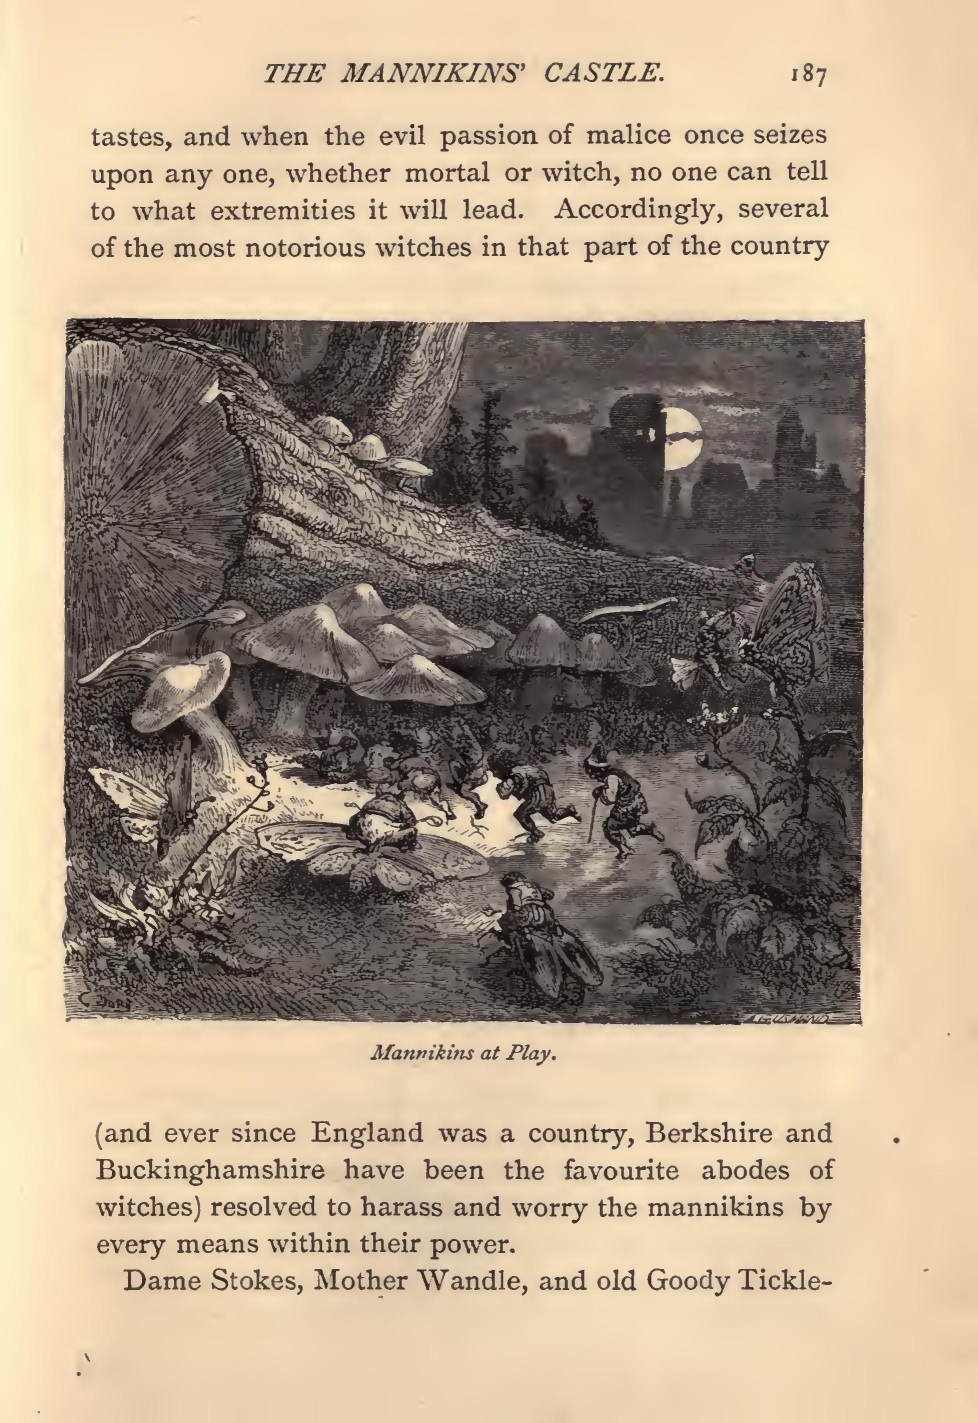 THE MANNIKINS' CASTLE. 187
tastes, and when the evil passion of malice once seizes
upon any one, whether mortal or witch, no one can tell
to what extremities it will lead. Accordingly, several
of the most notorious witches in that part of the country
G Doré
Mannikins at Play.
(and ever since England was a country, Berkshire and
Buckinghamshire have been the favourite abodes of
witches) resolved to harass and worry the mannikins by
every means within their power.
Dame Stokes, Mother Wandle, and old Goody Tickle-